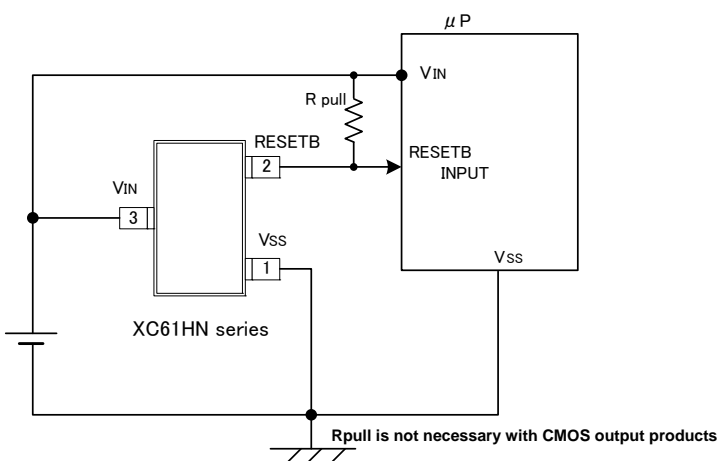 μ P
VIN
R pull
RESETB
2
RESETB
INPUT
VIN
3
VSS
1
VSS
XC61HN series
Rpull is not necessary with CMOS output products